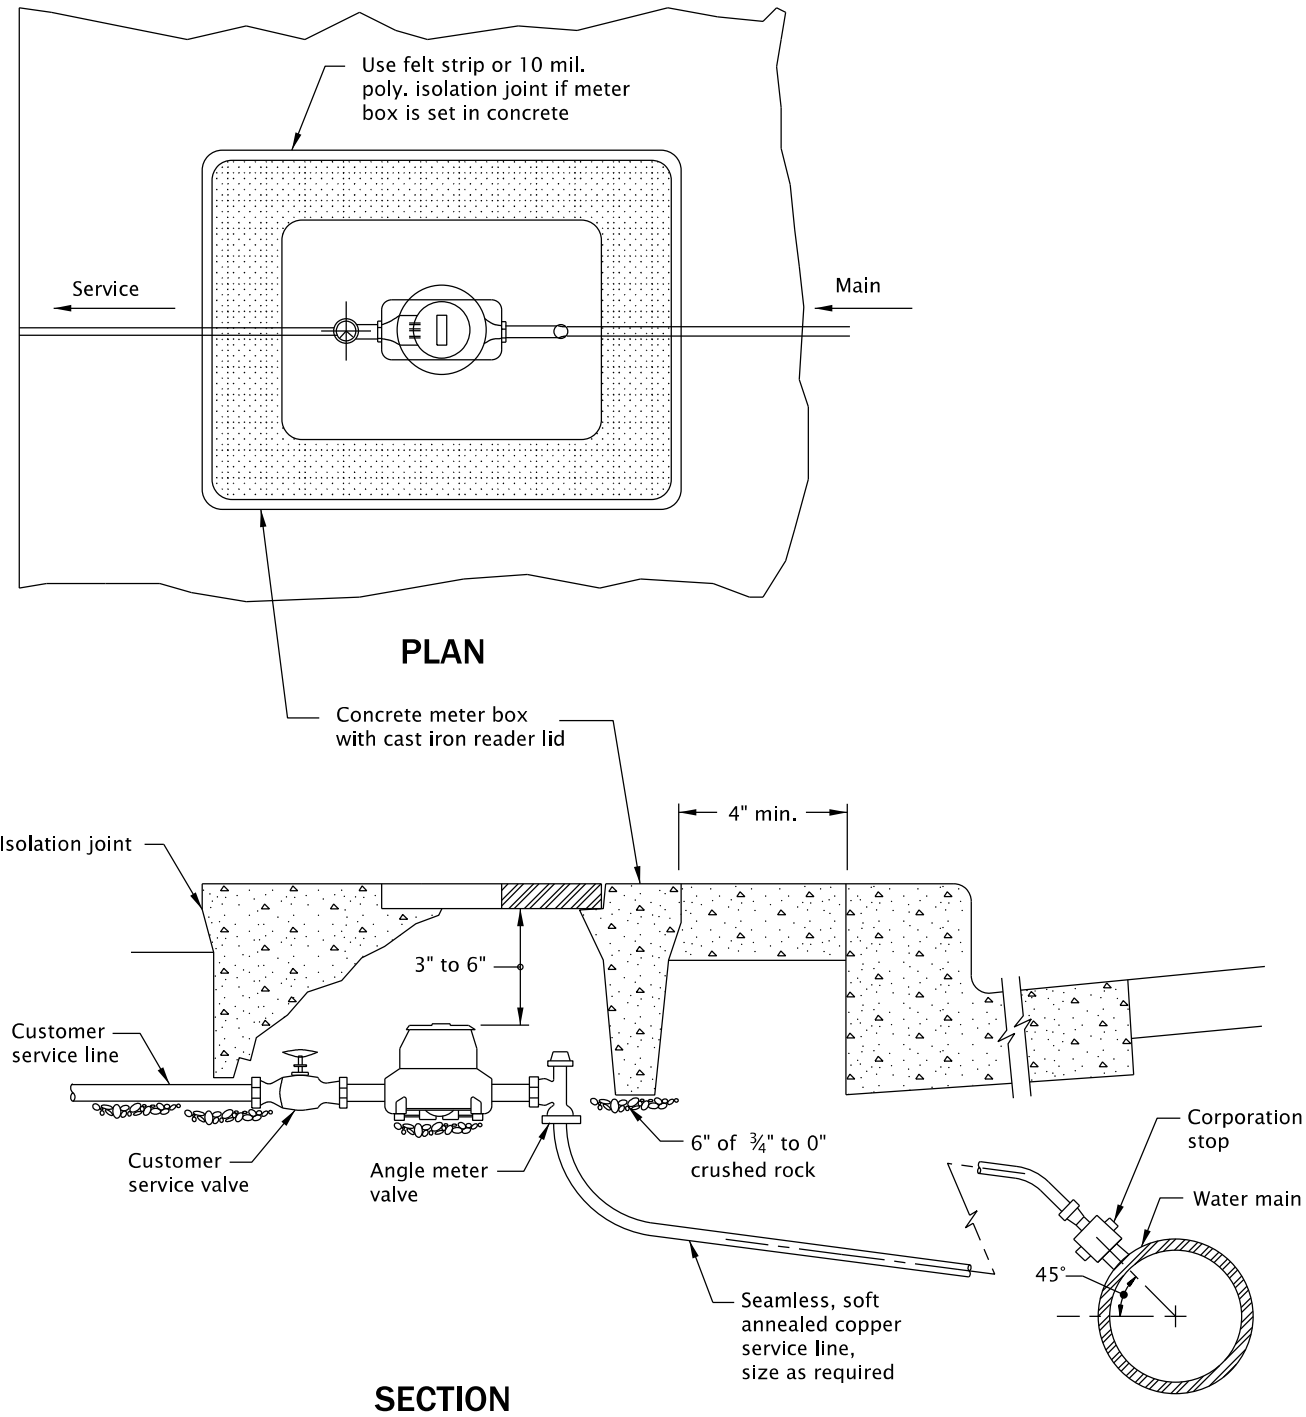 Use felt strip or 10 mil.
poly. isolation joint if meter
box is set in concrete
Service
Main
PLAN
Concrete meter box
with cast iron reader lid
4" min.
Isolation joint
3" to 6"
Customer
service line
Customer
service valve
Angle meter
valve
6" of ¾" to 0"
crushed rock
Corporation
stop
Water main
45°
Seamless, soft
annealed copper
service line,
size as required
SECTION